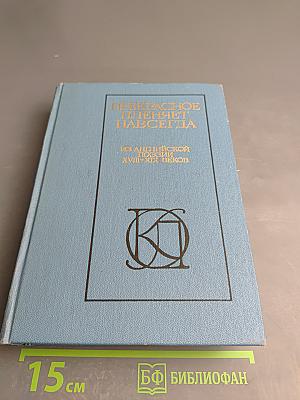 ПРЕКРАСНОЕ
ПЛЕНЯЕТ
НАВСЕГДА
ИЗ АНГЛИЙСКОЙ
ПОЭЗИИ
XVIII-XIX ВЕКОВ
15 см
БФ БИБЛИОФАН